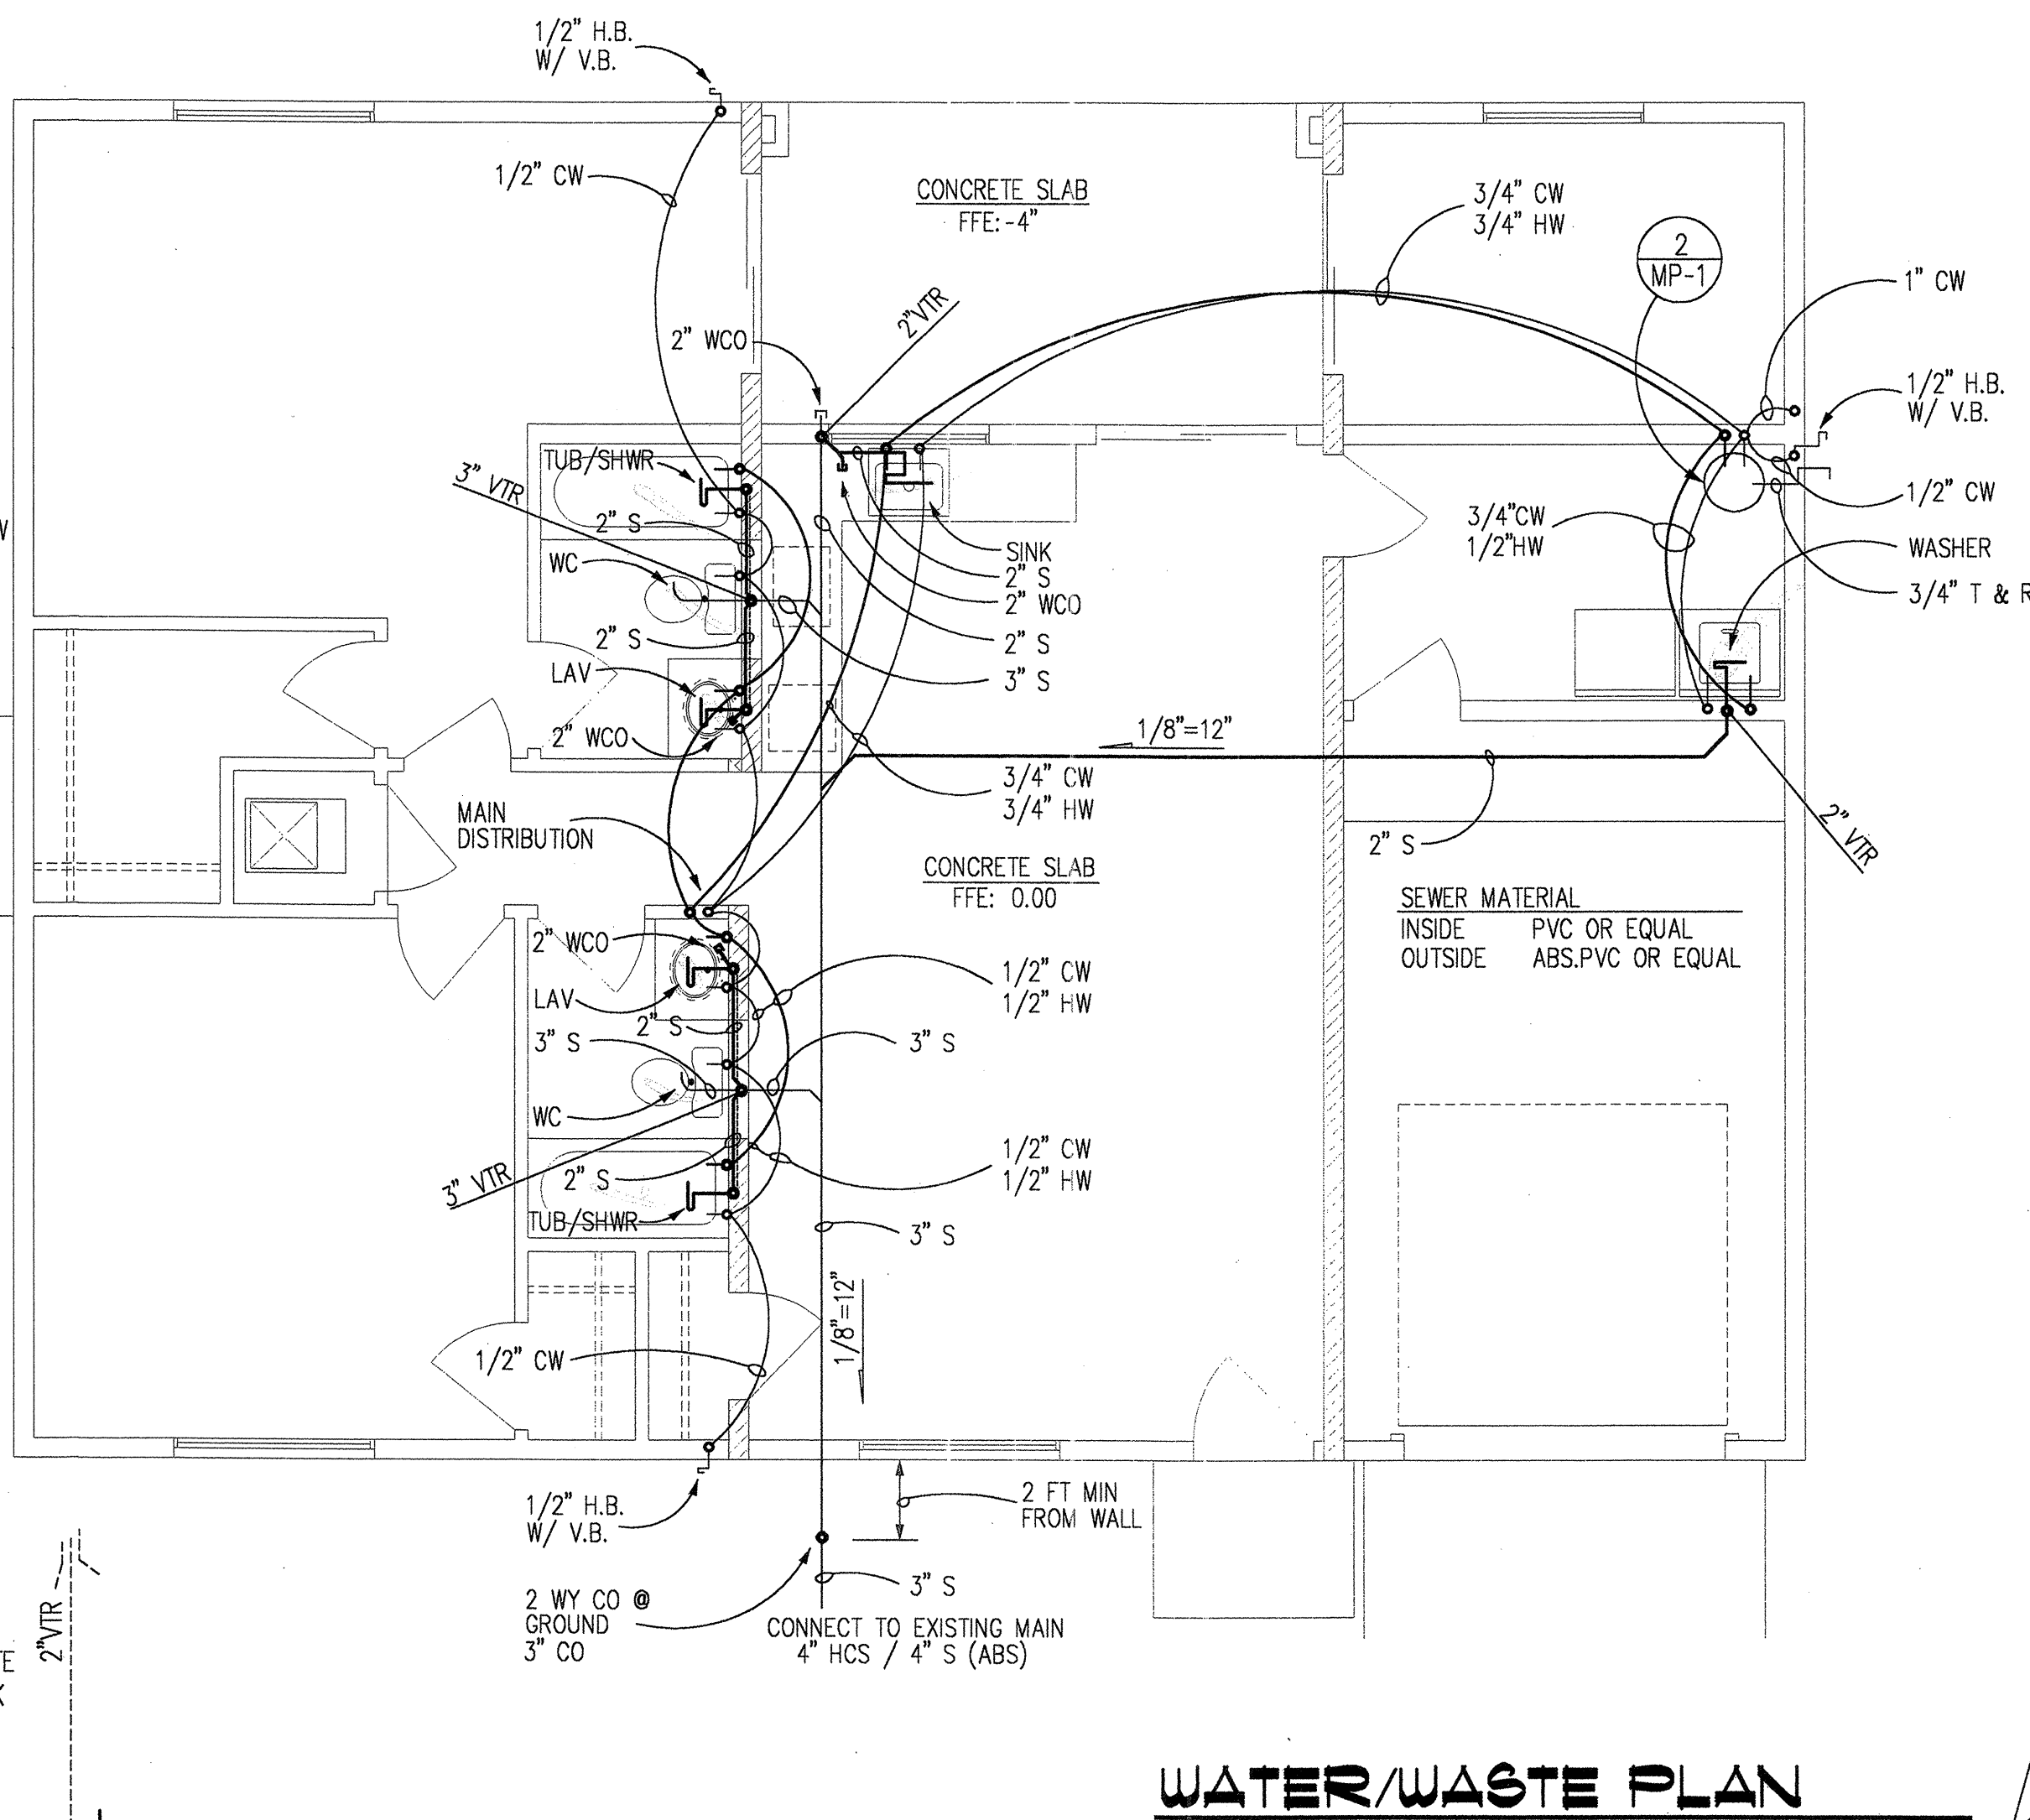 1/2" H.B.
W/ V.B.
1/2" CW
CONCRETE SLAB
FFE:-4"
3/4" CW
3/4" HW
2
MP-1
1" CW
2"VTR
2" WCO
1/2" H.B.
W/ V.B.
TUB/SHWR
3" VTR
2" S
WC
2" S
LAV
2" WCO
SINK
2" S
2" WCO
2" S
3" S
3/4"CW
1/2"HW
1/2" CW
WASHER
3/4" T & R
1/8"=12"
3/4" CW
3/4" HW
MAIN
DISTRIBUTION
2" S
2" VTR
CONCRETE SLAB
FFE: 0.00
SEWER MATERIAL
INSIDE PVC OR EQUAL
OUTSIDE ABS.PVC OR EQUAL
2" WCO
LAV
2" S
3" S
WC
1/2" CW
1/2" HW
3" S
3" VTR
2" S
TUB/SHWR
1/2" CW
1/2" HW
3" S
1/8"=12"
1/2" CW
1/2" H.B.
W/ V.B.
2 FT MIN
FROM WALL
2 WY CO @
GROUND
3" CO
3" S
CONNECT TO EXISTING MAIN
4" HCS / 4" S (ABS)
2"VTR
WATER/WASTE PLAN